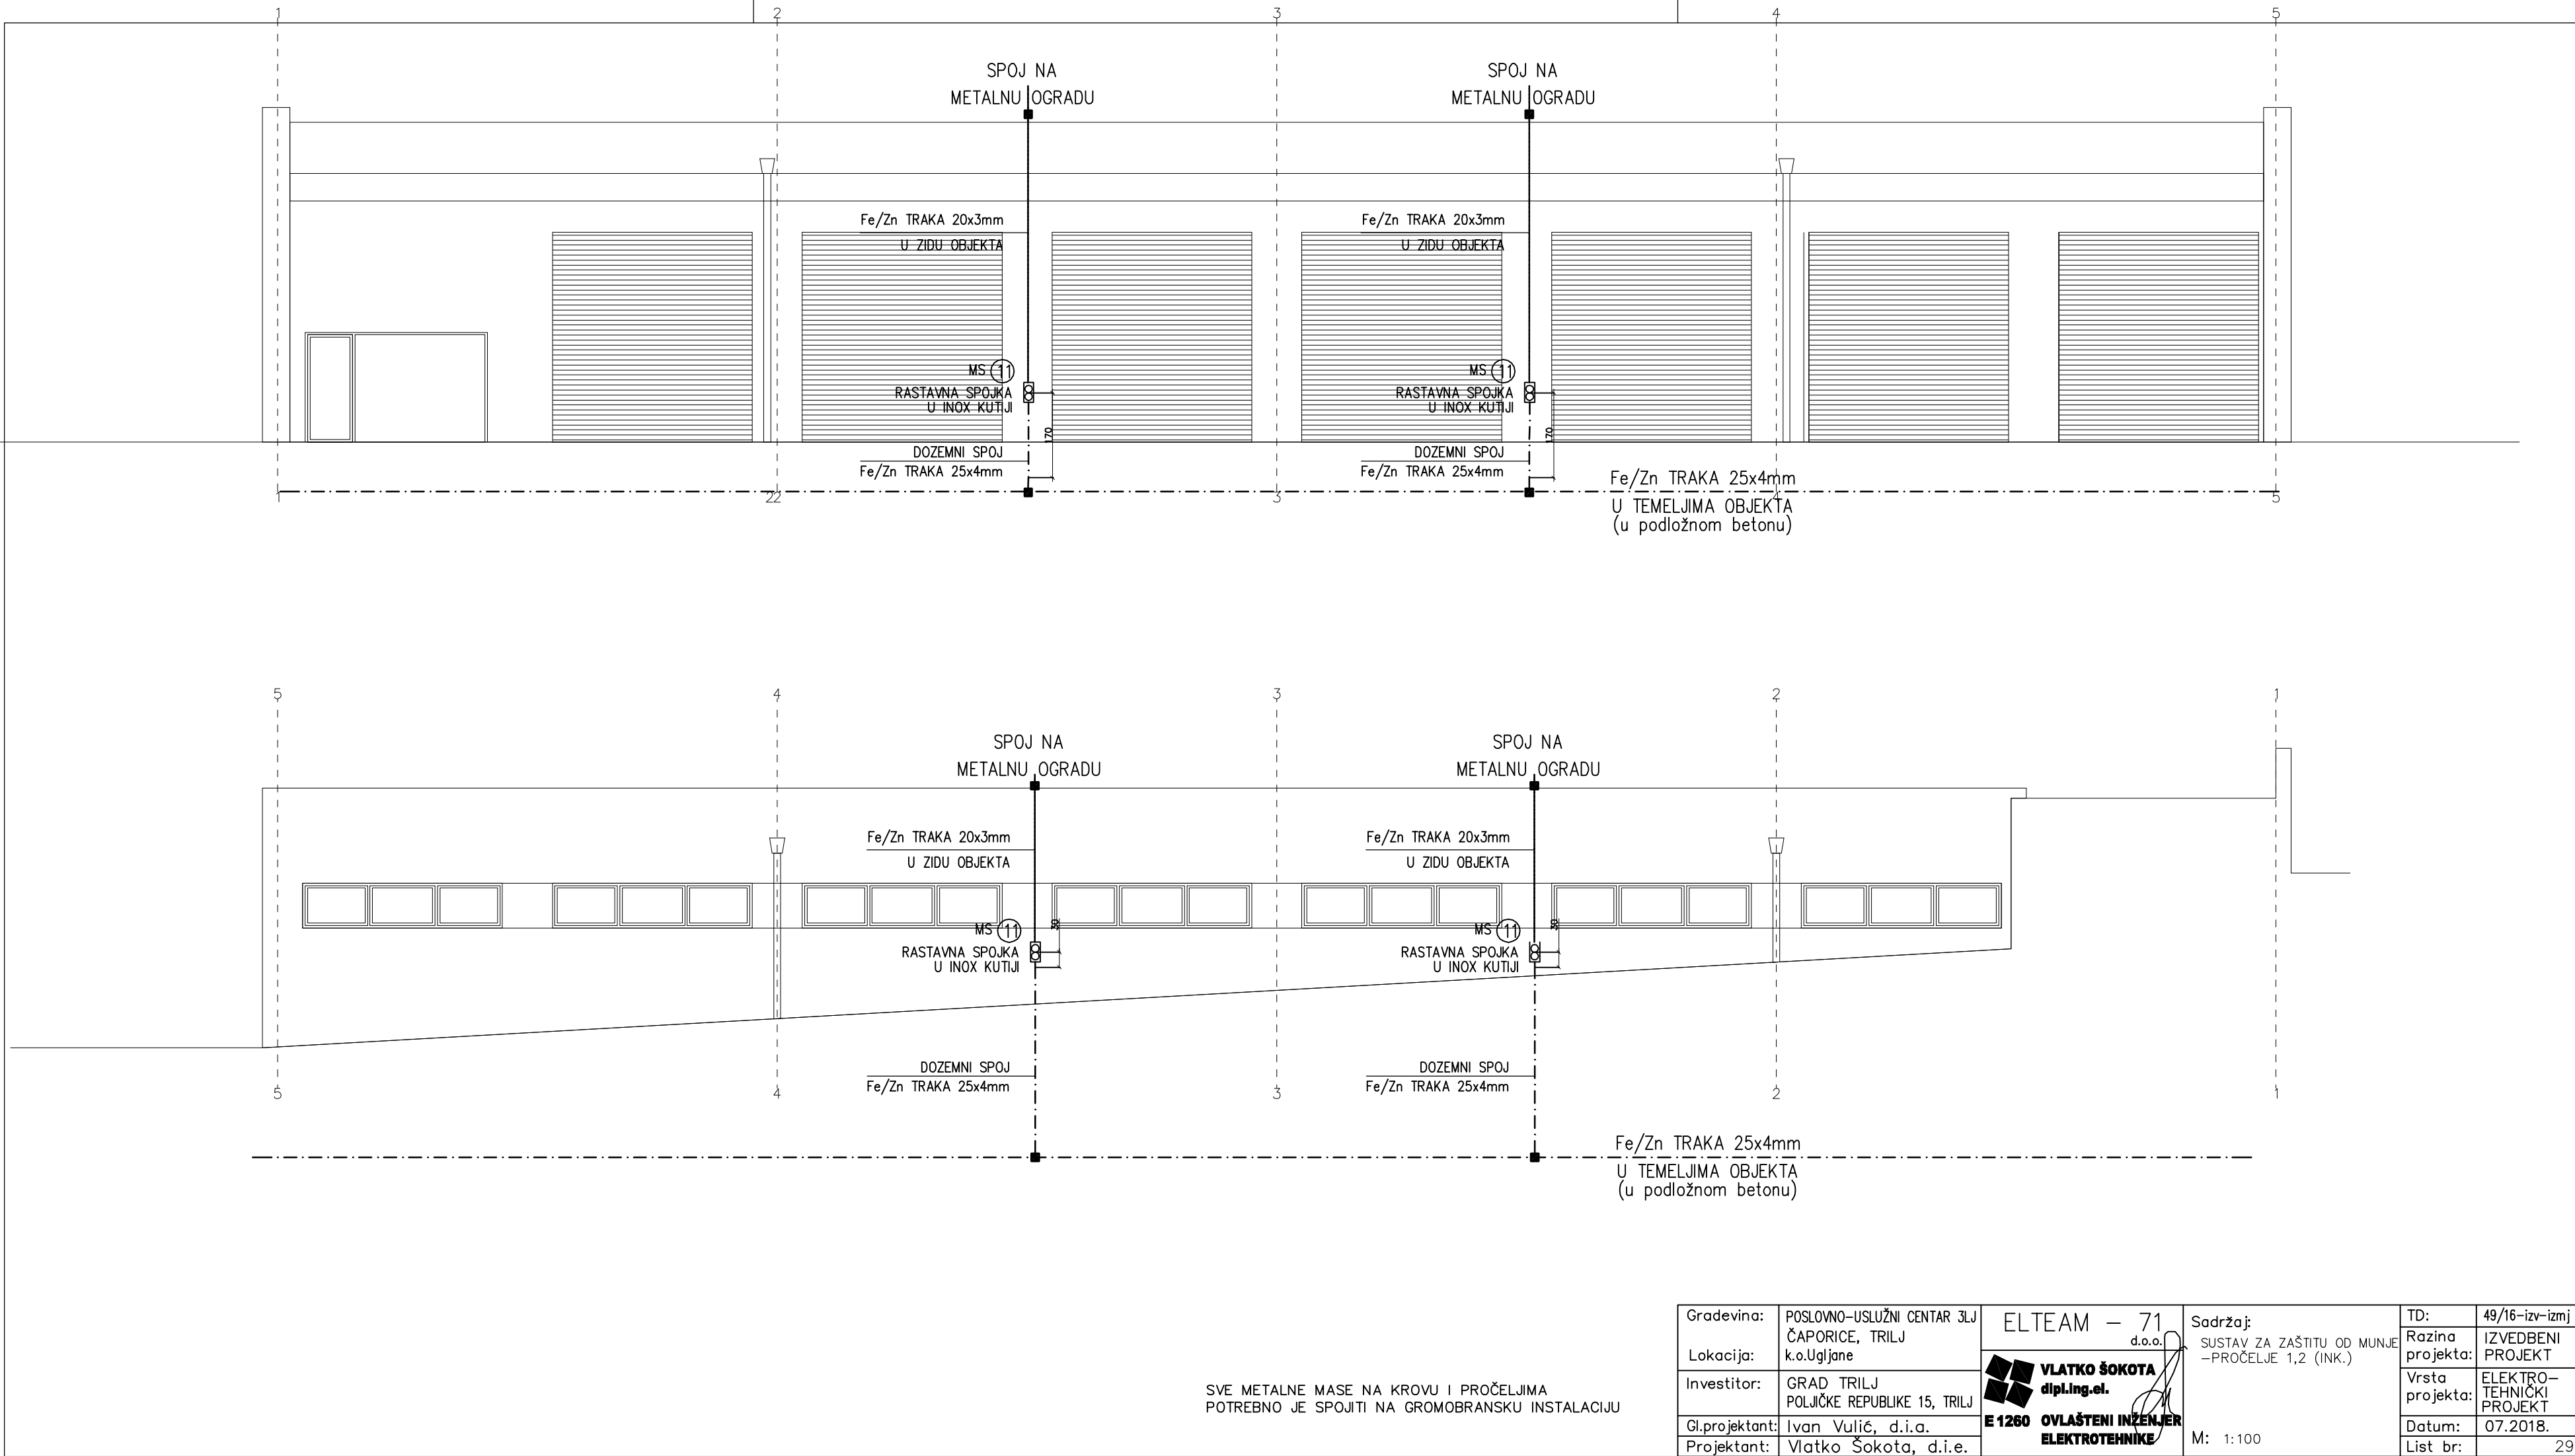 1 2 3 4 5
SPOJ NA
METALNU OGRADU
SPOJ NA
METALNU OGRADU
Fe/Zn TRAKA 20x3mm
U ZIDU OBJEKTA
Fe/Zn TRAKA 20x3mm
U ZIDU OBJEKTA
MS 11
RASTAVNA SPOJKA
U INOX KUTIJI
170
MS 11
RASTAVNA SPOJKA
U INOX KUTIJI
170
DOZEMNI SPOJ
Fe/Zn TRAKA 25x4mm
DOZEMNI SPOJ
Fe/Zn TRAKA 25x4mm
Fe/Zn TRAKA 25x4mm
U TEMELJIMA OBJEKTA
(u podložnom betonu)
1 22 3 4 5
5 4 3 2 1
SPOJ NA
METALNU OGRADU
SPOJ NA
METALNU OGRADU
Fe/Zn TRAKA 20x3mm
U ZIDU OBJEKTA
Fe/Zn TRAKA 20x3mm
U ZIDU OBJEKTA
MS 11
RASTAVNA SPOJKA
U INOX KUTIJI
30
MS 11
RASTAVNA SPOJKA
U INOX KUTIJI
30
DOZEMNI SPOJ
Fe/Zn TRAKA 25x4mm
DOZEMNI SPOJ
Fe/Zn TRAKA 25x4mm
5 4 3 2 1
Fe/Zn TRAKA 25x4mm
U TEMELJIMA OBJEKTA
(u podložnom betonu)
SVE METALNE MASE NA KROVU I PROČELJIMA
POTREBNO JE SPOJITI NA GROMOBRANSKU INSTALACIJU
Gradevina: POSLOVNO-USLUŽNI CENTAR 3LJ
ČAPORICE, TRILJ
Lokacija: k.o.Ugljane
Investitor: GRAD TRILJ
POLJIČKE REPUBLIKE 15, TRILJ
Gl.projektant: Ivan Vulić, d.i.a.
Projektant: Vlatko Šokota, d.i.e.
ELTEAM - 71
d.o.o.
VLATKO ŠOKOTA
dipl.ing.el.
E 1260 OVLAŠTENI INŽENJER
ELEKTROTEHNIKE
Sadržaj:
SUSTAV ZA ZAŠTITU OD MUNJE
-PROČELJE 1,2 (INK.)
M: 1:100
TD: 49/16-izv-izmj
Razina projekta: IZVEDBENI PROJEKT
Vrsta projekta: ELEKTRO-
TEHNIČKI
PROJEKT
Datum: 07.2018.
List br: 29